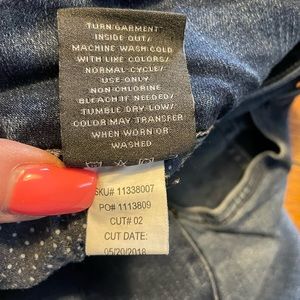 TURN GARMENT
INSIDE OUT/
MACHINE WASH COLD
WITH LIKE COLORS/
NORMAL CYCLE/
USE ONLY
NON-CHLORINE
BLEACH IF NEEDED/
TUMBLE DRY-LOW/
COLOR MAY TRANSFER
WHEN WORN OR
WASHED
SKU# 11338007
PO# 1113809
CUT# 02
CUT DATE:
05/20/2018